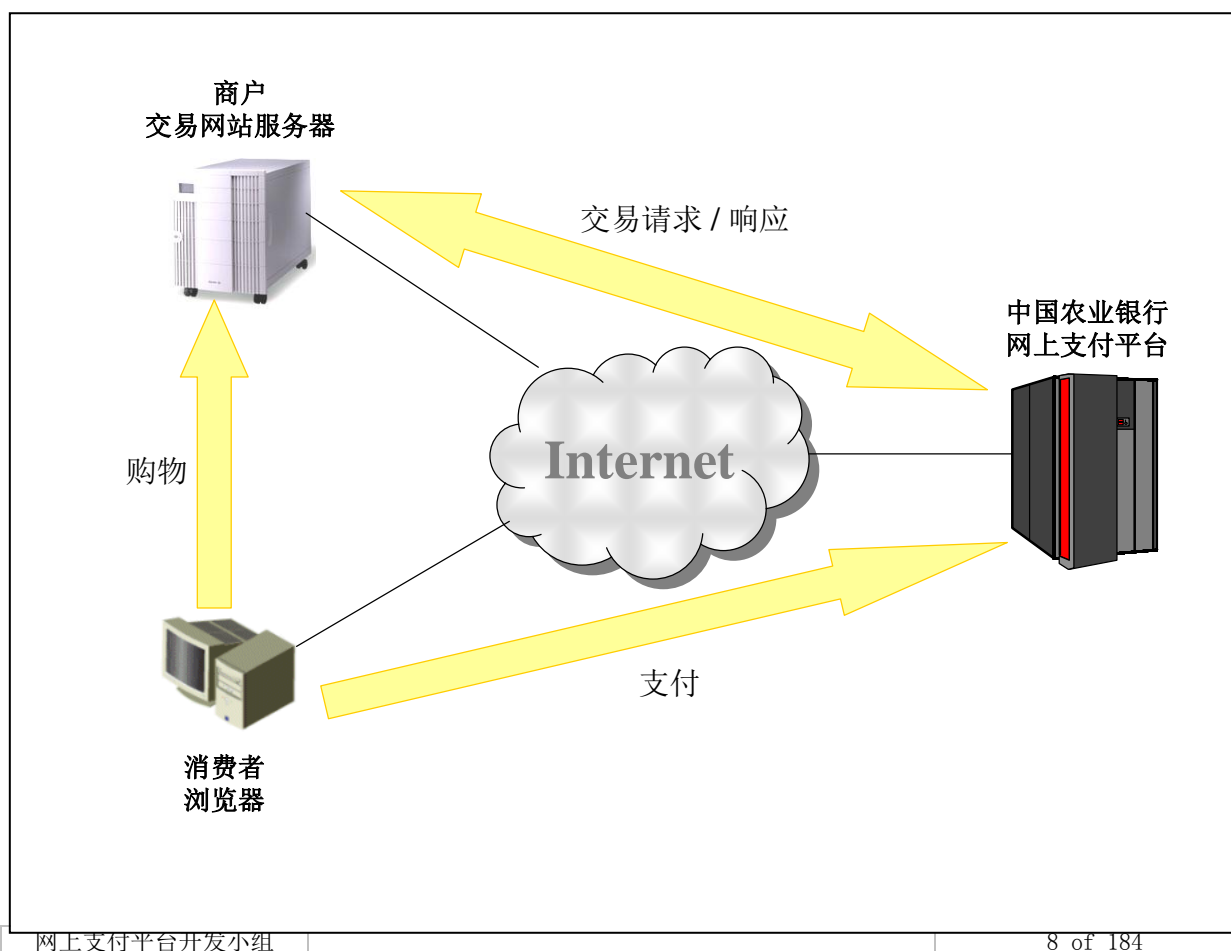 商户
交易网站服务器
交易请求 / 响应
中国农业银行
网上支付平台
Internet
购物
支付
消费者
浏览器
网上支付平台开发小组
8 of 184